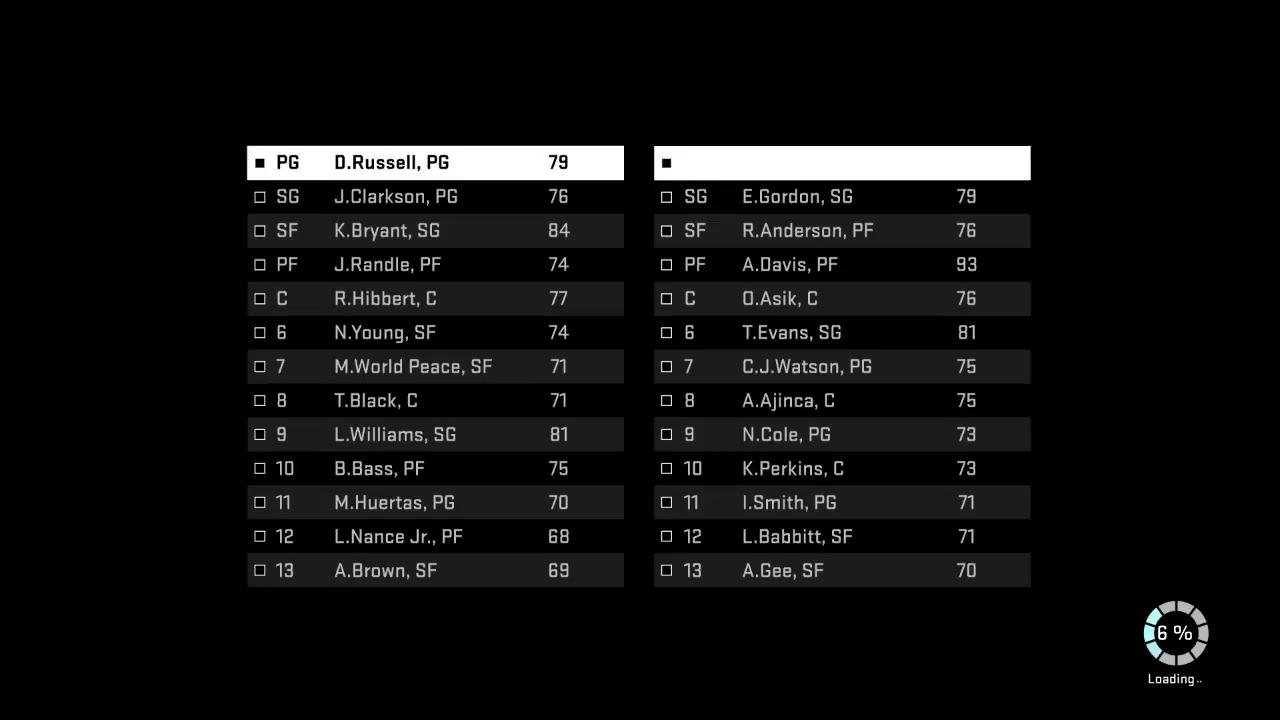 PG D.Russell, PG 79
SG J.Clarkson, PG 76
SF K.Bryant, SG 84
PF J.Randle, PF 74
C R.Hibbert, C 77
6 N.Young, SF 74
7 M.World Peace, SF 71
8 T.Black, C 71
9 L.Williams, SG 81
10 B.Bass, PF 75
11 M.Huertas, PG 70
12 L.Nance Jr., PF 68
13 A.Brown, SF 69
SG E.Gordon, SG 79
SF R.Anderson, PF 76
PF A.Davis, PF 93
C O.Asik, C 76
6 T.Evans, SG 81
7 C.J.Watson, PG 75
8 A.Ajinca, C 75
9 N.Cole, PG 73
10 K.Perkins, C 73
11 I.Smith, PG 71
12 L.Babbitt, SF 71
13 A.Gee, SF 70
6 %
Loading..